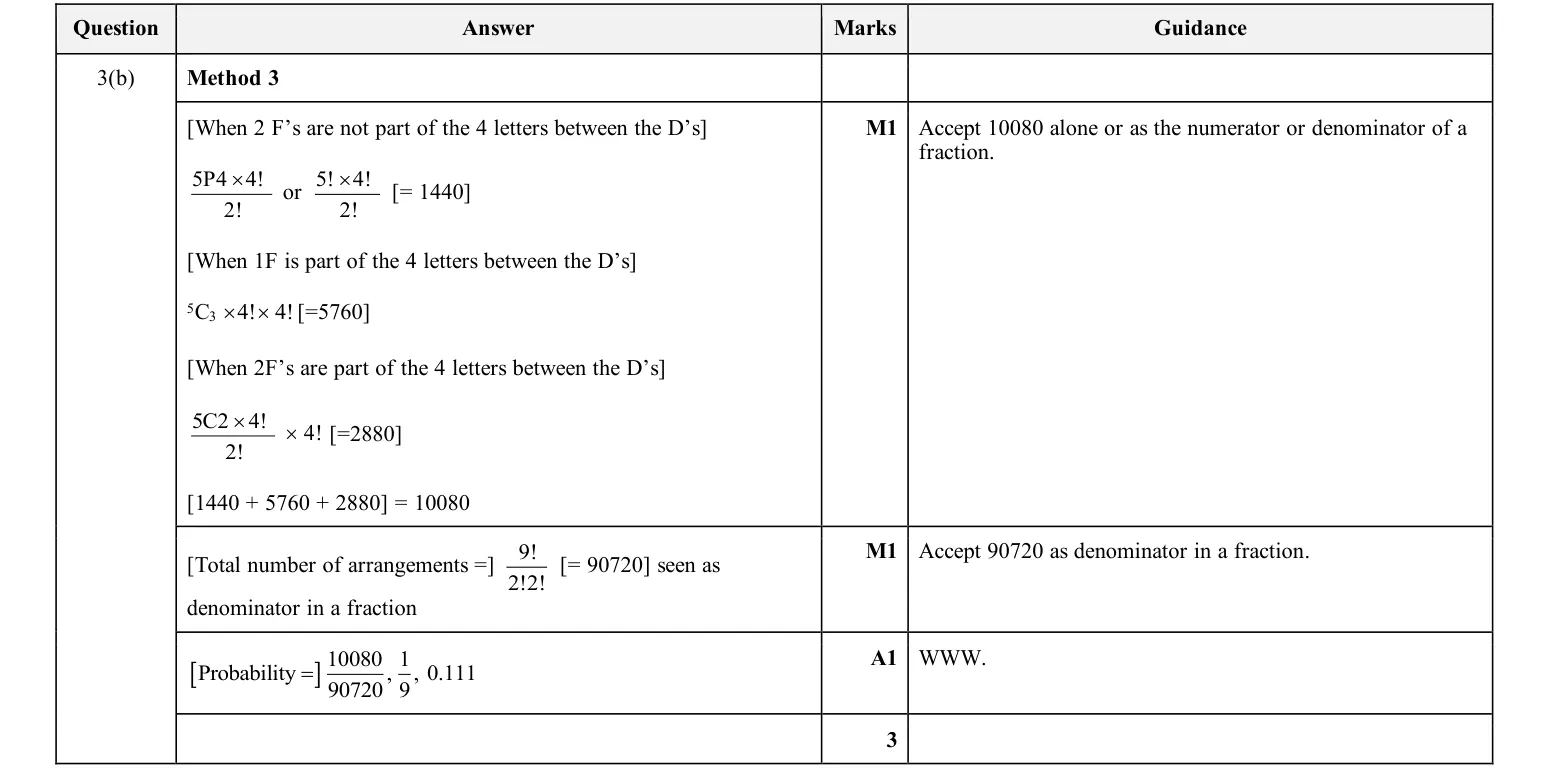 Question Answer Marks Guidance
3(b) Method 3
[When 2 F’s are not part of the 4 letters between the D’s] M1 Accept 10080 alone or as the numerator or denominator of a
fraction.
5P4 ×4! / 2! or 5! ×4! / 2! [= 1440]
[When 1F is part of the 4 letters between the D’s]
⁵C₃ ×4!× 4! [=5760]
[When 2F’s are part of the 4 letters between the D’s]
5C2 × 4! / 2! × 4! [=2880]
[1440 + 5760 + 2880] = 10080
[Total number of arrangements =] 9! / 2!2! [= 90720] seen as M1 Accept 90720 as denominator in a fraction.
denominator in a fraction
[Probability =] 10080 / 90720, 1 / 9, 0.111 A1 WWW.
3